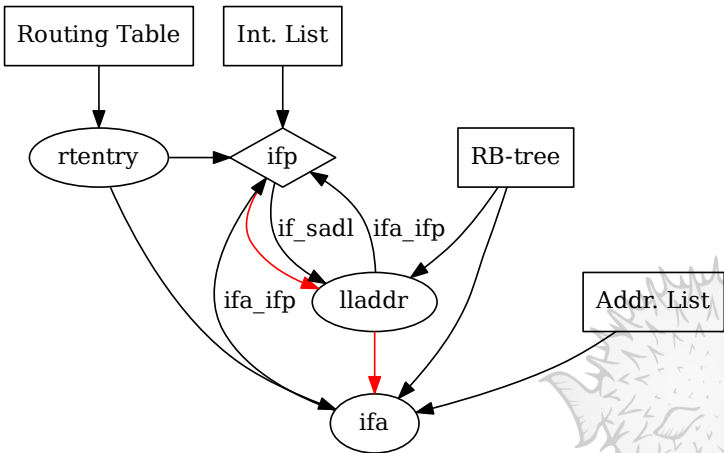 Routing Table
Int. List
rtentry
ifp
RB-tree
if_sadl
ifa_ifp
ifa_ifp
lladdr
Addr. List
ifa